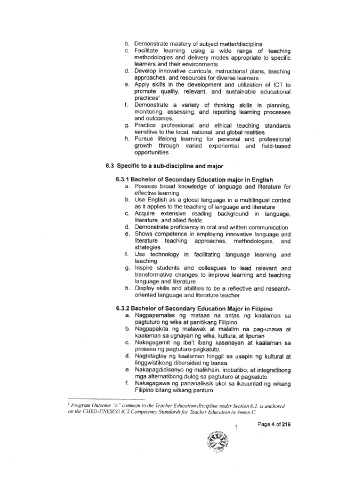 b. Demonstrate mastery of subject matter/discipline
c. Facilitate learning using a wide range of teaching
methodologies and delivery modes appropriate to specific
learners and their environments
d. Develop innovative curricula, instructional plans, teaching
approaches, and resources for diverse learners
e. Apply skills in the development and utilization of ICT to
promote quality, relevant, and sustainable educational
practices¹
f. Demonstrate a variety of thinking skills in planning,
monitoring, assessing, and reporting learning processes
and outcomes.
g. Practice professional and ethical teaching standards
sensitive to the local, national, and global realities
h. Pursue lifelong learning for personal and professional
growth through varied experiential and field-based
opportunities
6.3 Specific to a sub-discipline and major
6.3.1 Bachelor of Secondary Education major in English
a. Possess broad knowledge of language and literature for
effective learning
b. Use English as a glocal language in a multilingual context
as it applies to the teaching of language and literature
c. Acquire extensive reading background in language,
literature, and allied fields
d. Demonstrate proficiency in oral and written communication
e. Shows competence in employing innovative language and
literature teaching approaches, methodologies, and
strategies
f. Use technology in facilitating language learning and
teaching
g. Inspire students and colleagues to lead relevant and
transformative changes to improve learning and teaching
language and literature
h. Display skills and abilities to be a reflective and research-
oriented language and literature teacher
6.3.2 Bachelor of Secondary Education Major in Filipino
a. Nagpapamalas ng mataas na antas ng kaalaman sa
pagtuturo ng wika at panitikang Filipino.
b. Nagpapakita ng malawak at malalim na pag-unawa at
kaalaman sa ugnayan ng wika, kultura, at lipunan
c. Nakagagamit ng iba't ibang kasanayan at kaalaman sa
proseso ng pagtuturo-pagkatuto.
d. Nagtataglay ng kaalaman hinggil sa usapin ng kultural at
linggwistikong dibersidad ng bansa.
e. Nakapagdidisenyo ng malikhain, inobatibo, at integratibong
mga alternatibong dulog sa pagtuturo at pagkatuto
f. Nakagagawa ng pananaliksik ukol sa ikauunlad ng wikang
Filipino bilang wikang panturo
¹ Program Outcome "e" common to the Teacher Education discipline under Section 6.2 is anchored
on the CHED-UNESCO ICT Competency Standards for Teacher Education in Annex C.
Page 4 of 216